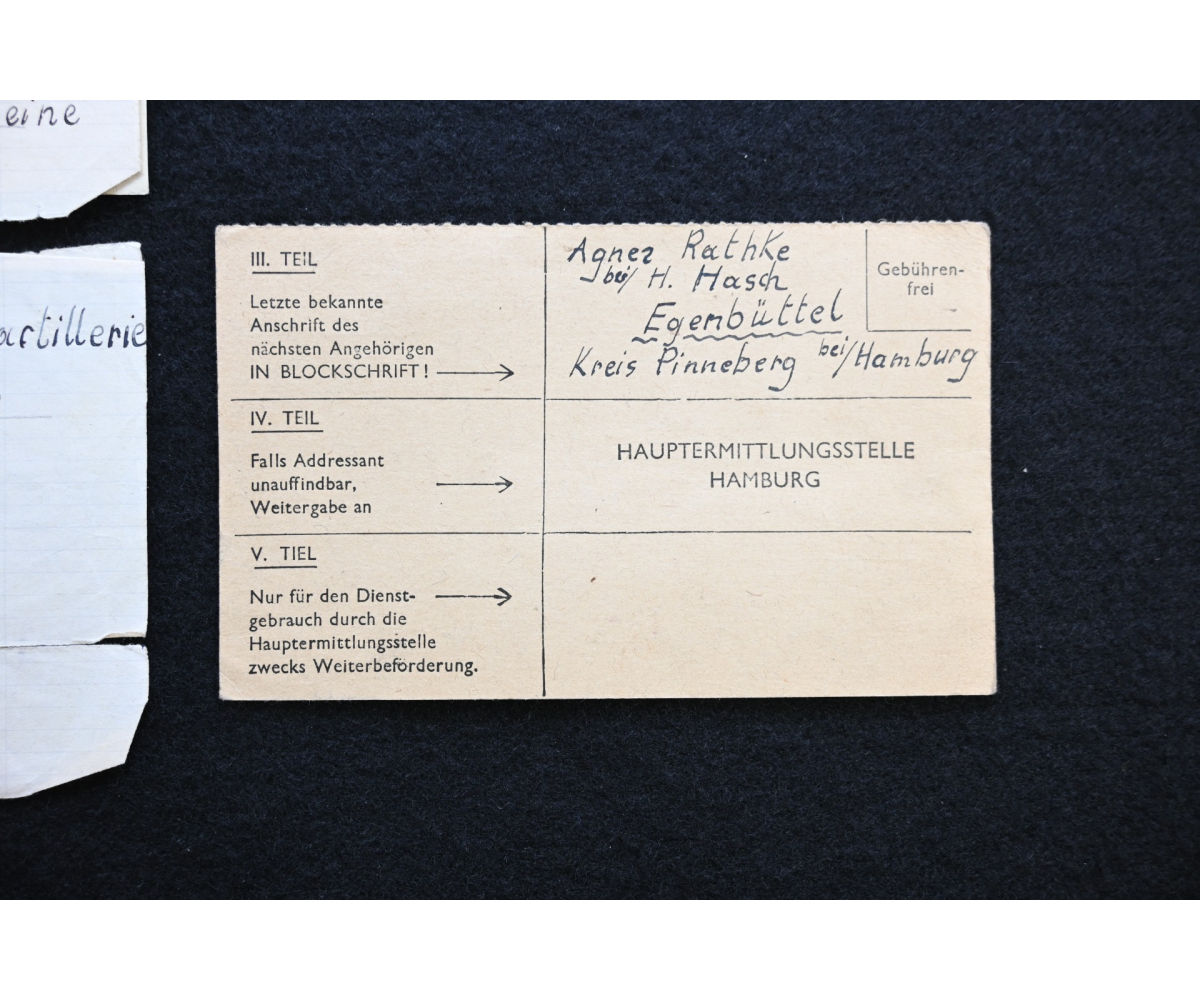 eine
artillerie
III. TEIL
Letzte bekannte
Anschrift des
nächsten Angehörigen
IN BLOCKSCHRIFT!
Agnes Rathke
bei/ H. Hasch
Egenbüttel
Kreis Pinneberg bei/Hamburg
Gebühren-
frei
IV. TEIL
Falls Addressant
unauffindbar,
Weitergabe an
HAUPTERMITTLUNGSSTELLE
HAMBURG
V. TIEL
Nur für den Dienst-
gebrauch durch die
Hauptermittlungsstelle
zwecks Weiterbeförderung.